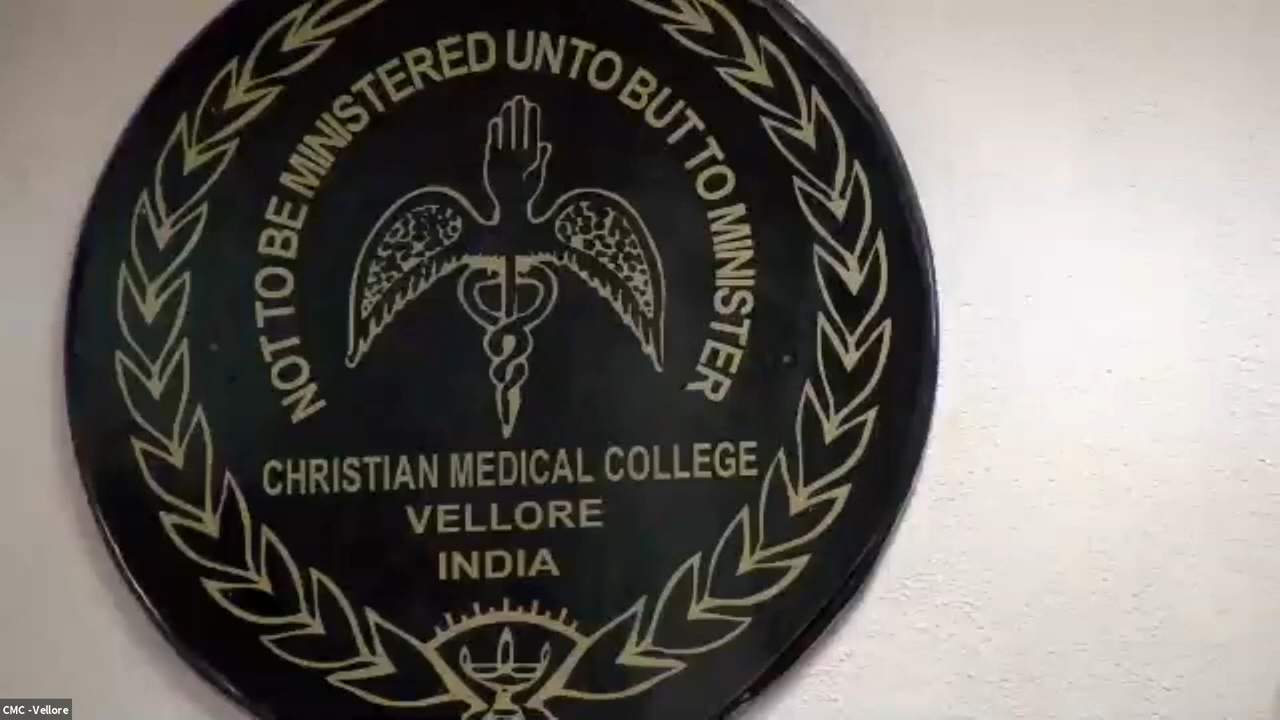 NOT TO BE MINISTERED UNTO BUT TO MINISTER
CHRISTIAN MEDICAL COLLEGE
VELLORE
INDIA
CMC -Vellore